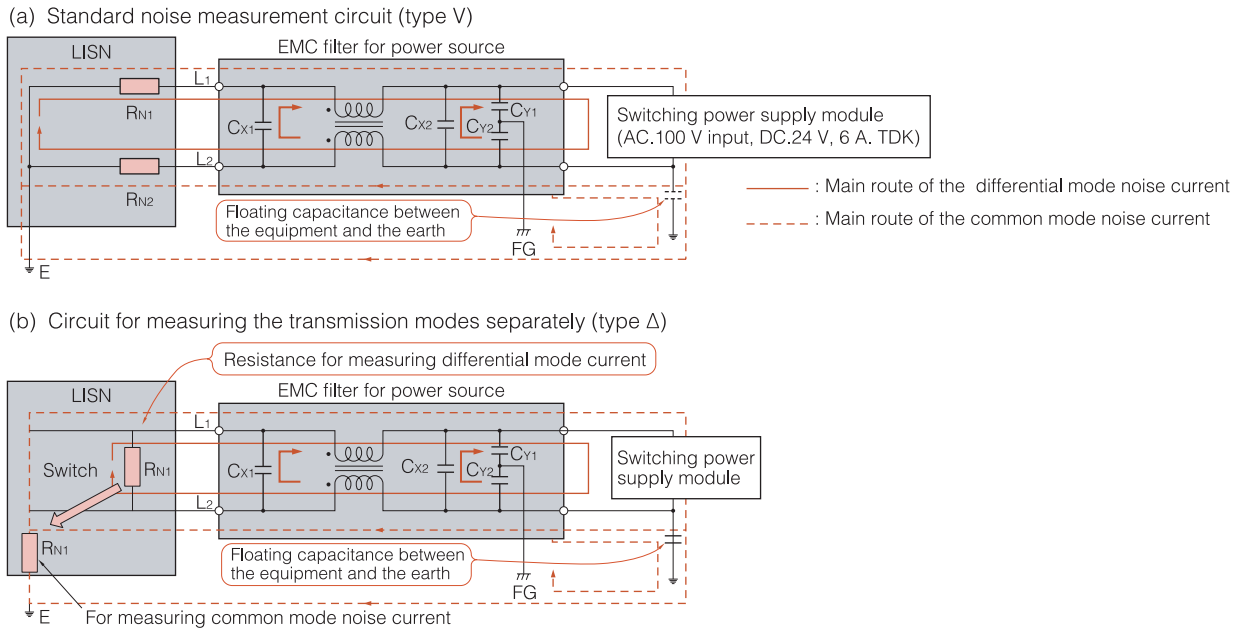 (a) Standard noise measurement circuit (type V)
LISN
EMC filter for power source
L1
RN1
CX1
CX2
CY1
CY2
Switching power supply module
(AC.100 V input, DC.24 V, 6 A. TDK)
L2
RN2
Floating capacitance between
the equipment and the earth
FG
E
: Main route of the differential mode noise current
: Main route of the common mode noise current
(b) Circuit for measuring the transmission modes separately (type Δ)
Resistance for measuring differential mode current
LISN
EMC filter for power source
L1
Switch
RN1
CX1
CX2
CY1
CY2
Switching power
supply module
L2
RN1
Floating capacitance between
the equipment and the earth
FG
E
For measuring common mode noise current